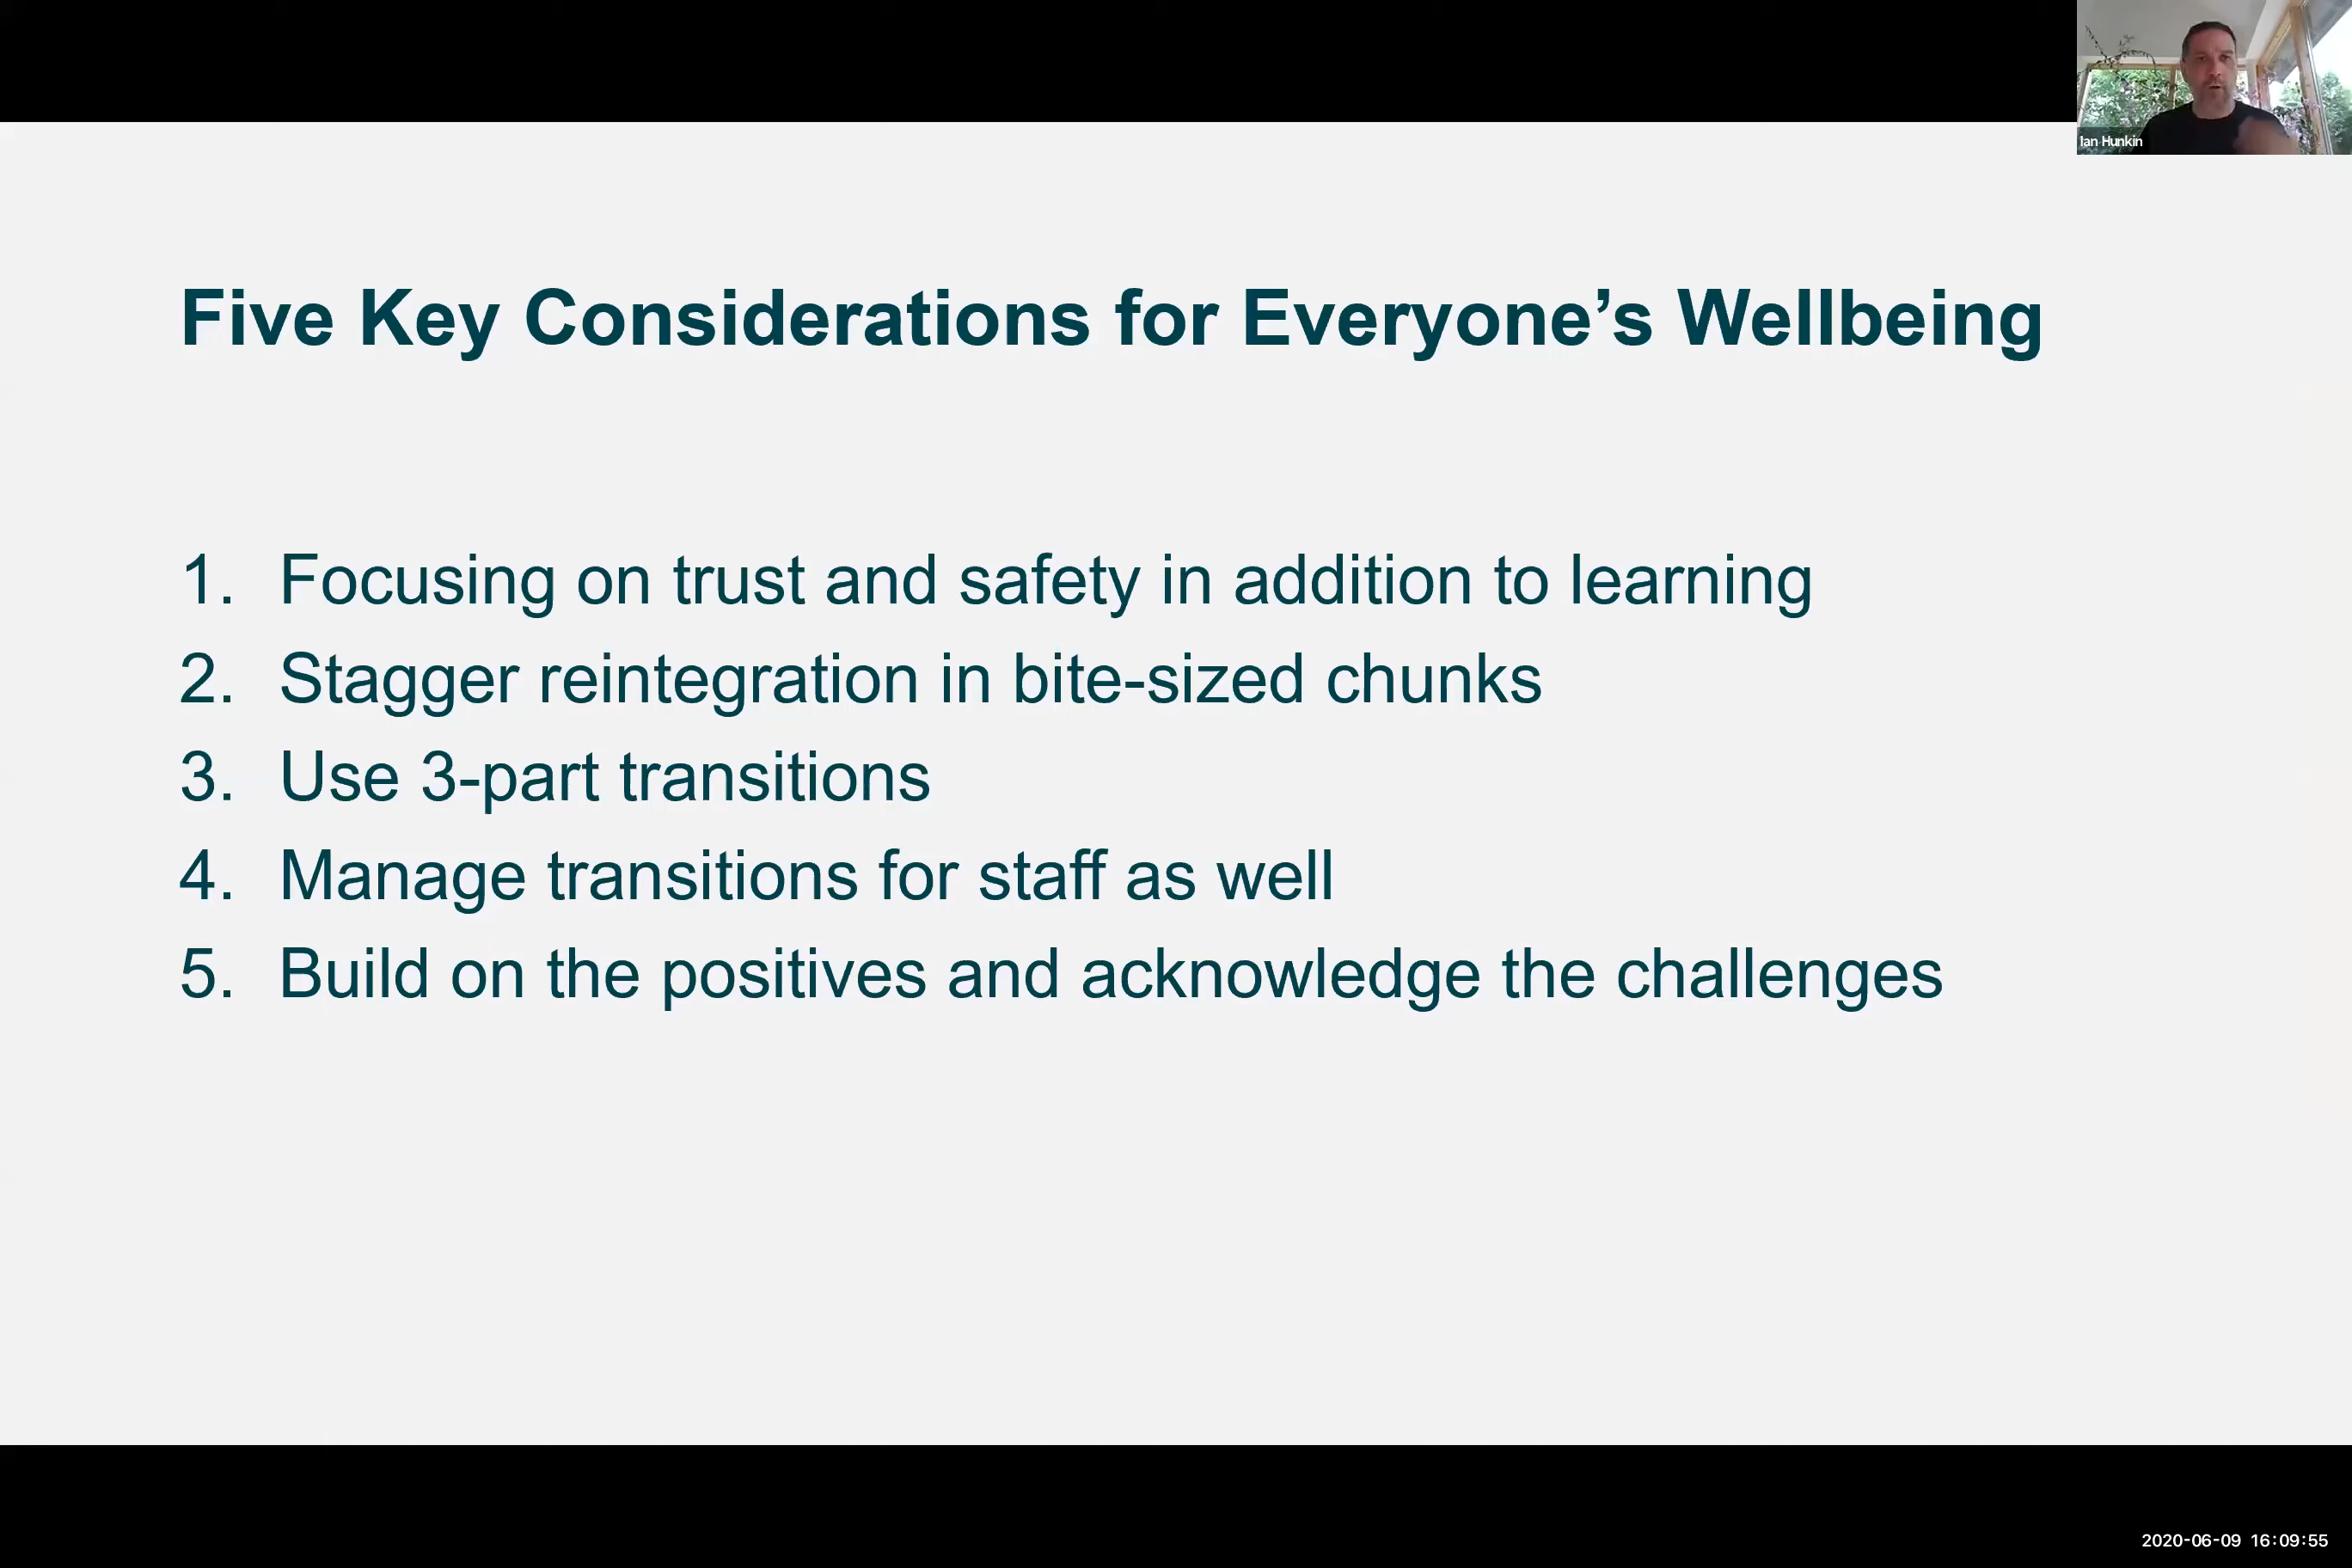 Ian Hunkin
Five Key Considerations for Everyone’s Wellbeing
1. Focusing on trust and safety in addition to learning
2. Stagger reintegration in bite-sized chunks
3. Use 3-part transitions
4. Manage transitions for staff as well
5. Build on the positives and acknowledge the challenges
2020-06-09 16:09:55